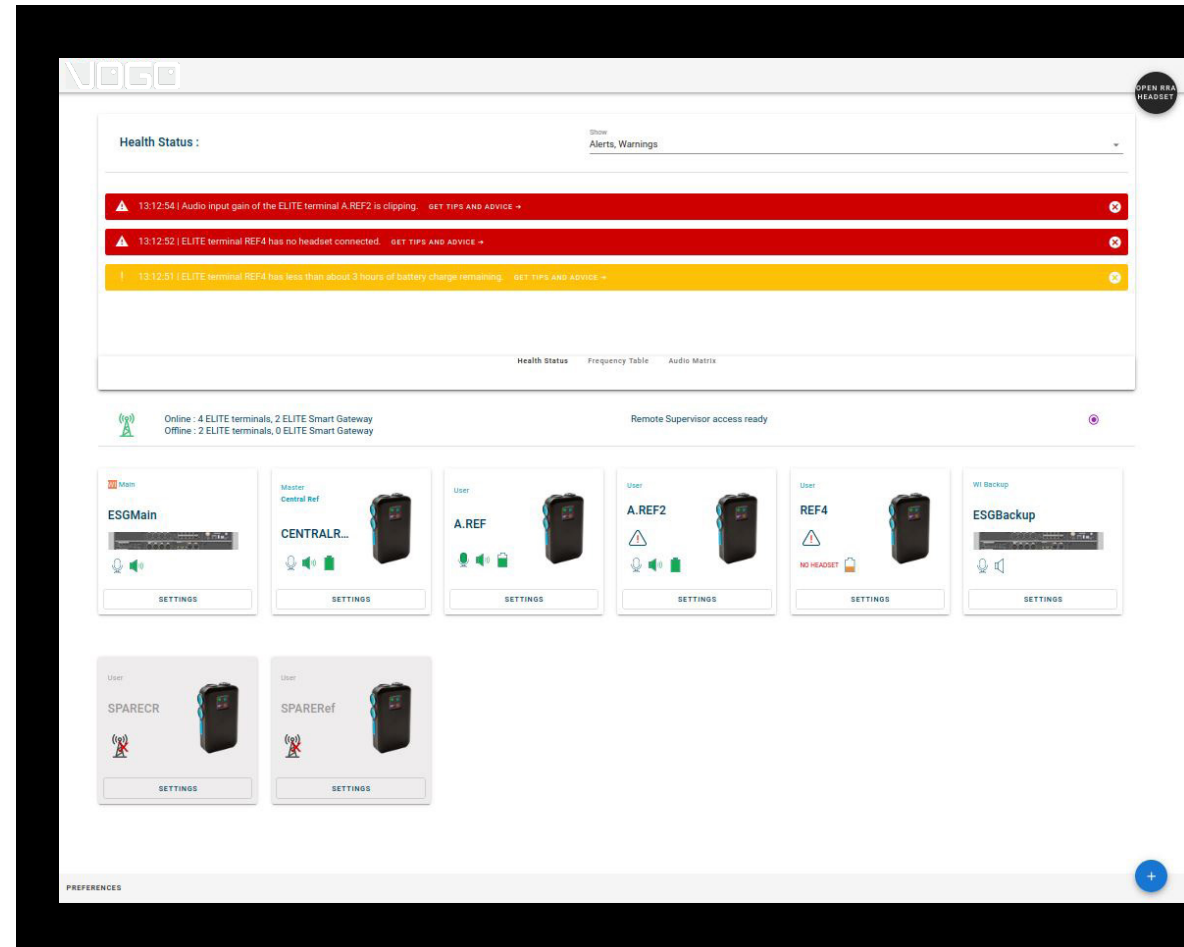 VOGO
OPEN RRA
HEADSET
Health Status :
Show
Alerts, Warnings
13:12:54 | Audio input gain of the ELITE terminal A.REF2 is clipping. GET TIPS AND ADVICE →
13:12:52 | ELITE terminal REF4 has no headset connected. GET TIPS AND ADVICE →
13:12:51 | ELITE terminal REF4 has less than about 3 hours of battery charge remaining. GET TIPS AND ADVICE →
Health Status Frequency Table Audio Matrix
Online : 4 ELITE terminals, 2 ELITE Smart Gateway
Offline : 2 ELITE terminals, 0 ELITE Smart Gateway
Remote Supervisor access ready
WI Main
ESGMain
SETTINGS
Master
Central Ref
CENTRALR...
SETTINGS
User
A.REF
SETTINGS
User
A.REF2
SETTINGS
User
REF4
NO HEADSET
SETTINGS
WI Backup
ESGBackup
SETTINGS
User
SPARECR
SETTINGS
User
SPARERef
SETTINGS
PREFERENCES
+